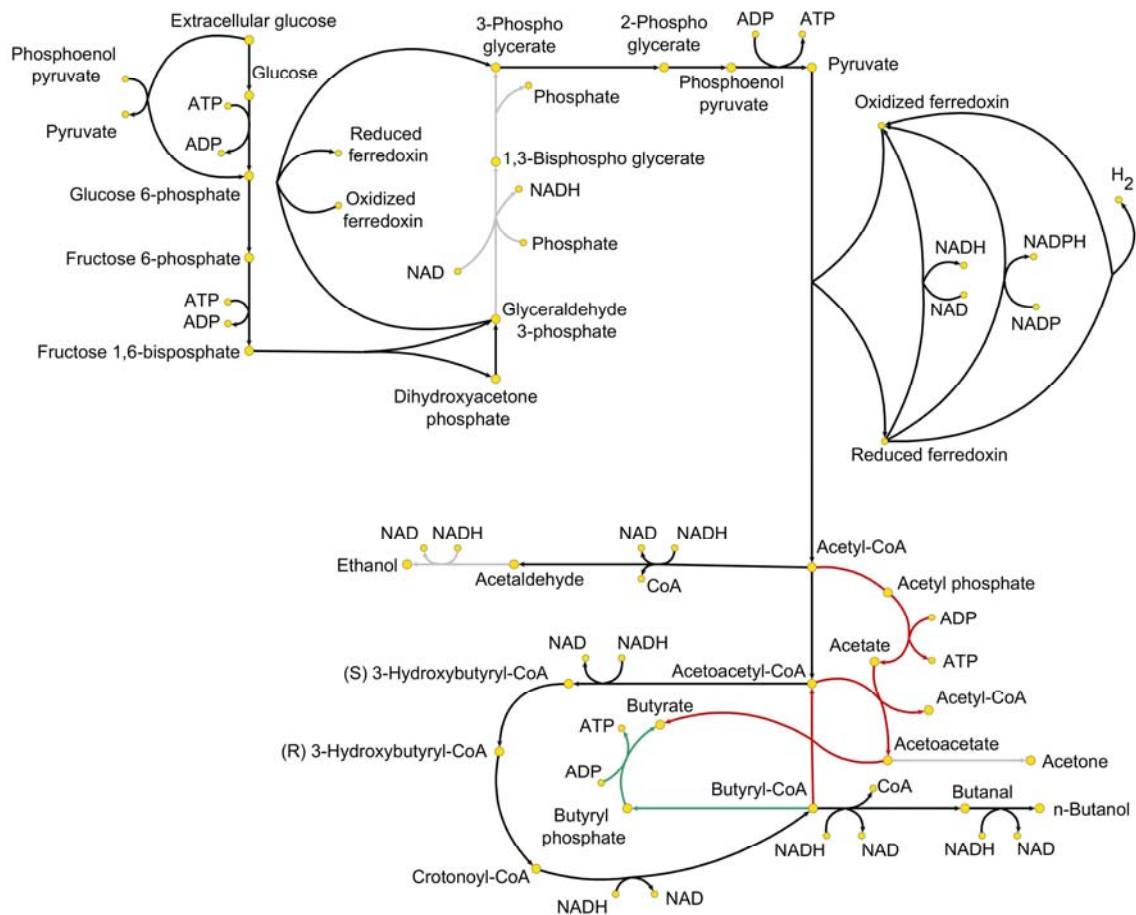 Extracellular glucose
Phosphoenol
pyruvate
Pyruvate
Glucose
ATP
ADP
Glucose 6-phosphate
Fructose 6-phosphate
ATP
ADP
Fructose 1,6-bisposphate
3-Phospho
glycerate
2-Phospho
glycerate
ADP
ATP
Phosphoenol
pyruvate
Pyruvate
Phosphate
Reduced
ferredoxin
Oxidized
ferredoxin
1,3-Bisphospho glycerate
NADH
Phosphate
NAD
Glyceraldehyde
3-phosphate
Dihydroxyacetone
phosphate
Oxidized ferredoxin
H2
NADH
NAD
NADPH
NADP
Reduced ferredoxin
NAD
NADH
Ethanol
Acetaldehyde
NAD
NADH
CoA
Acetyl-CoA
Acetyl phosphate
ADP
ATP
Acetate
NAD
NADH
(S) 3-Hydroxybutyryl-CoA
Acetoacetyl-CoA
Acetyl-CoA
Butyrate
ATP
ADP
(R) 3-Hydroxybutyryl-CoA
Acetoacetate
Acetone
Butyryl-CoA
Butyryl
phosphate
CoA
Butanal
n-Butanol
NADH
NAD
NADH
NAD
Crotonoyl-CoA
NADH
NAD